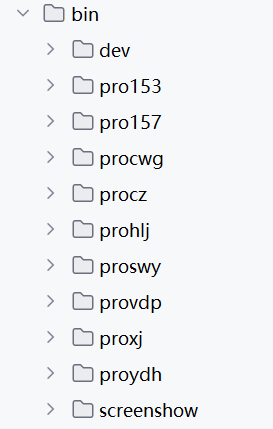 bin
dev
pro153
pro157
procwg
procz
prohlj
proswy
provdp
proxj
proydh
screenshow